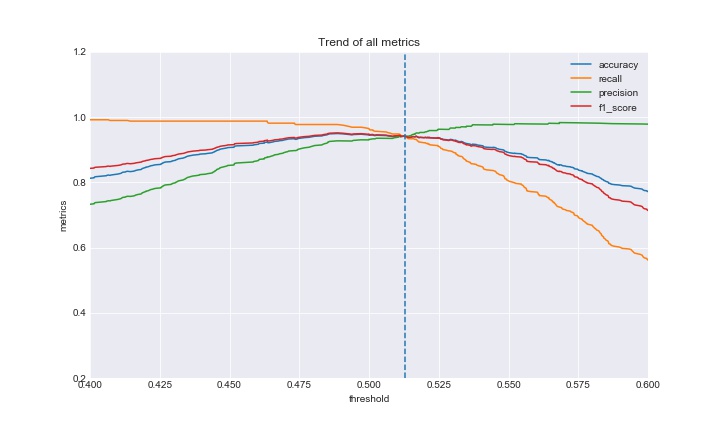 Trend of all metrics
1.2
1.0
0.8
0.6
0.4
0.2
metrics
accuracy
recall
precision
f1_score
0.400 0.425 0.450 0.475 0.500 0.525 0.550 0.575 0.600
threshold